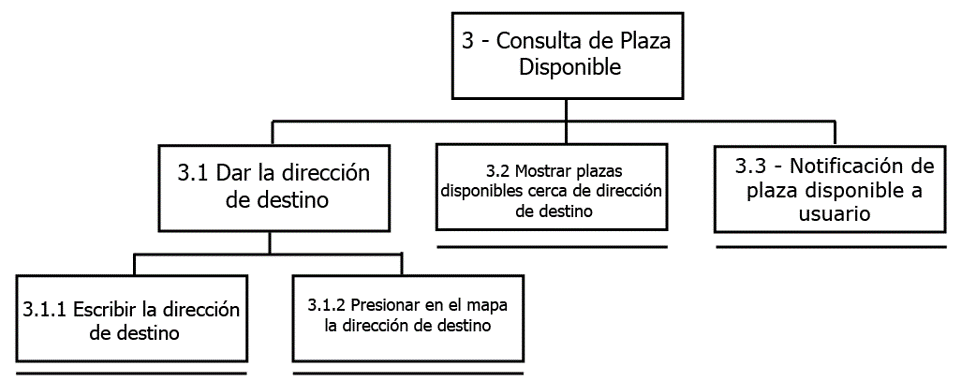 3 - Consulta de Plaza
Disponible
3.1 Dar la dirección
de destino
3.2 Mostrar plazas
disponibles cerca de dirección
de destino
3.3 - Notificación de
plaza disponible a
usuario
3.1.1 Escribir la dirección
de destino
3.1.2 Presionar en el mapa
la dirección de destino